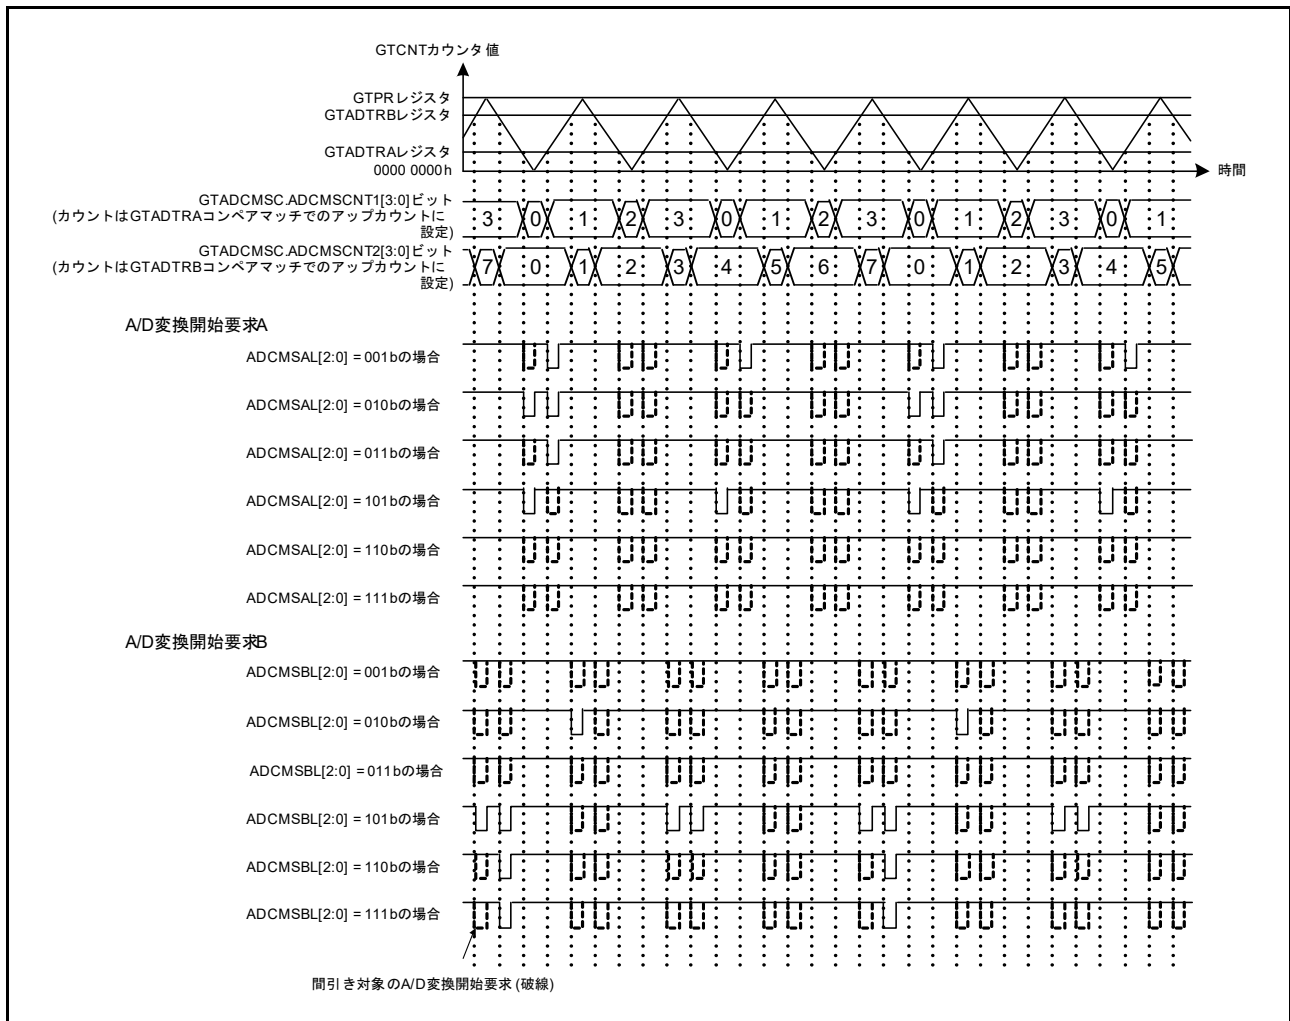 GTCNTカウンタ値
GTPRレジスタ
GTADTRBレジスタ
GTADTRAレジスタ
0000 0000h
時間
GTADCMSC.ADCMSCNT1[3:0]ビット
(カウントはGTADTRAコンペアマッチでのアップカウントに
設定)
3 0 1 2 3 0 1 2 3 0 1 2 3 0 1
GTADCMSC.ADCMSCNT2[3:0]ビット
(カウントはGTADTRBコンペアマッチでのアップカウントに
設定)
7 0 1 2 3 4 5 6 7 0 1 2 3 4 5
A/D変換開始要求A
ADCMSAL[2:0] = 001bの場合
ADCMSAL[2:0] = 010bの場合
ADCMSAL[2:0] = 011bの場合
ADCMSAL[2:0] = 101bの場合
ADCMSAL[2:0] = 110bの場合
ADCMSAL[2:0] = 111bの場合
A/D変換開始要求B
ADCMSBL[2:0] = 001bの場合
ADCMSBL[2:0] = 010bの場合
ADCMSBL[2:0] = 011bの場合
ADCMSBL[2:0] = 101bの場合
ADCMSBL[2:0] = 110bの場合
ADCMSBL[2:0] = 111bの場合
間引き対象のA/D変換開始要求 (破線)